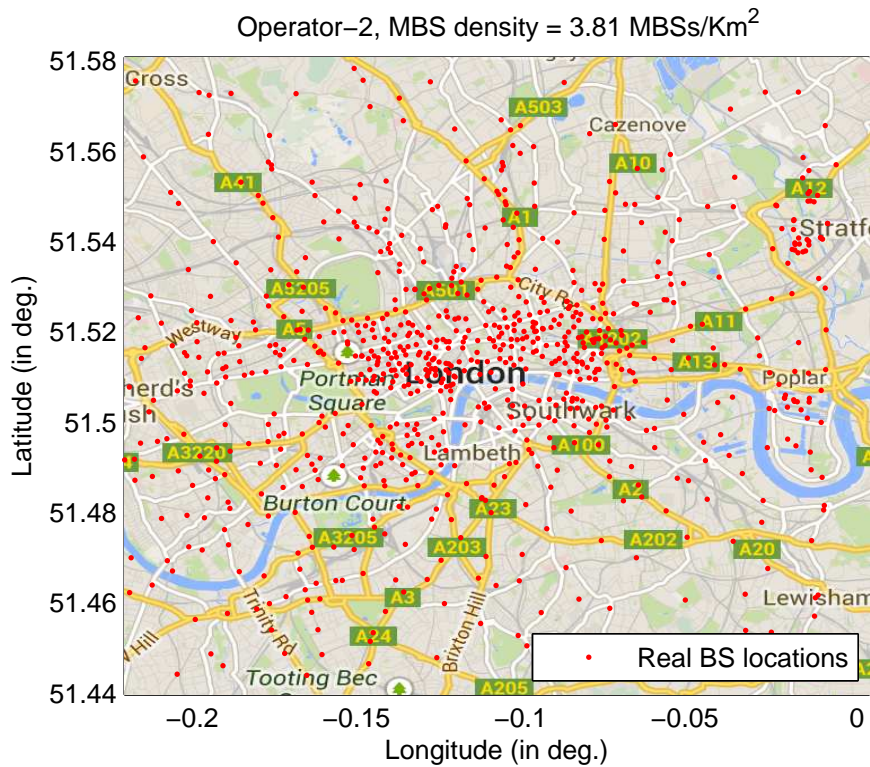 Operator−2, MBS density = 3.81 MBSs/Km²
51.58
51.56
51.54
51.52
51.5
51.48
51.46
51.44
Latitude (in deg.)
Cross
A503
Cazenove
A10
A41
A12
A1
Stratfo
A5205
City Rd
Westway
A11
A13
Portman
Square
London
Poplar
herd's
sh
Southwark
A3220
Lambeth
A100
Burton Court
A2
A23
A3205
A203
A202
A20
A3
Trinity Rd
Brixton Hill
Lewisham
A24
Hill
Tooting Bec
A205
Real BS locations
−0.2
−0.15
−0.1
−0.05
0
Longitude (in deg.)